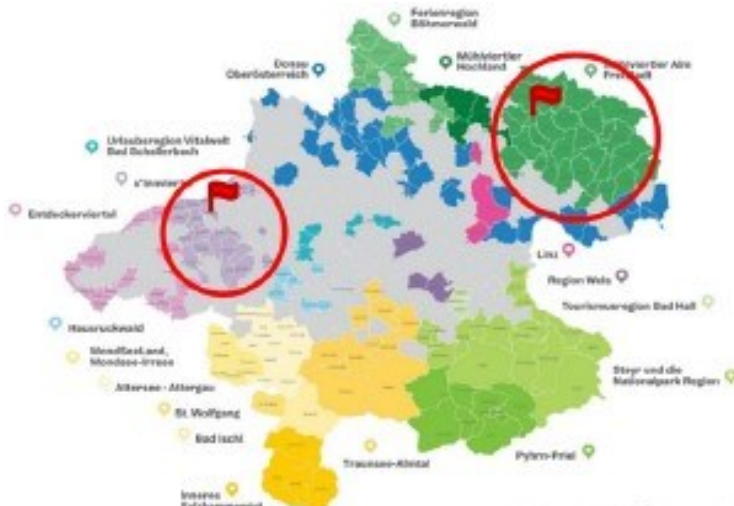 Ferienregion
Böhmerwald
Donau
Oberösterreich
Mühlviertler
Hochland
Mühlviertler Alm
Freistadt
Urlaubsregion Vitalwelt
Bad Schallerbach
s'Innviertel
Entdeckerviertel
Linz
Region Wels
Tourismusregion Bad Hall
Hausruckwald
MondSeeLand,
Mondsee-Irrsee
Attersee - Attergau
St. Wolfgang
Bad Ischl
Steyr und die
Nationalpark Region
Traunsee-Almtal
Pyhrn-Priel
Inneres
Salzkammergut